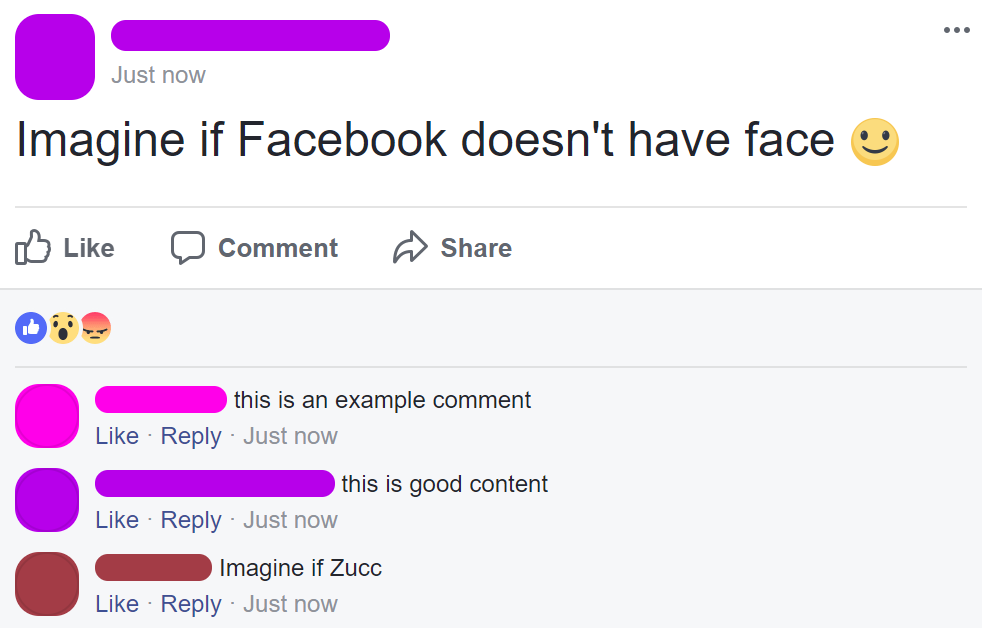 Just now
Imagine if Facebook doesn't have face
Like Comment Share
this is an example comment
Like · Reply · Just now
this is good content
Like · Reply · Just now
Imagine if Zucc
Like · Reply · Just now